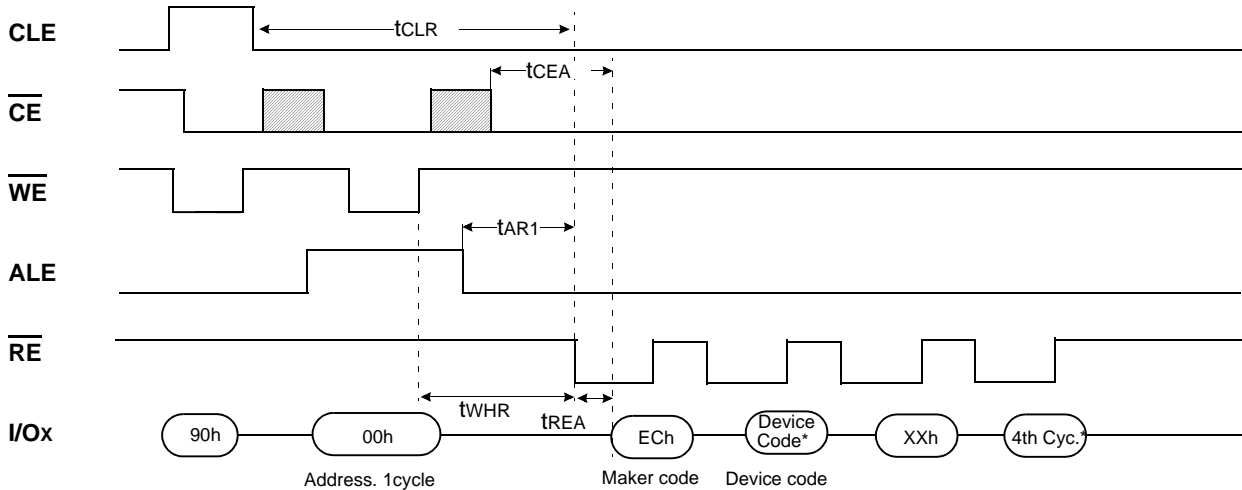 CLE
tCLR
tCEA
CE
WE
tAR1
ALE
RE
tWHR
tREA
I/Ox
90h
00h
ECh
Device
Code*
XXh
4th Cyc.*
Address. 1cycle
Maker code
Device code